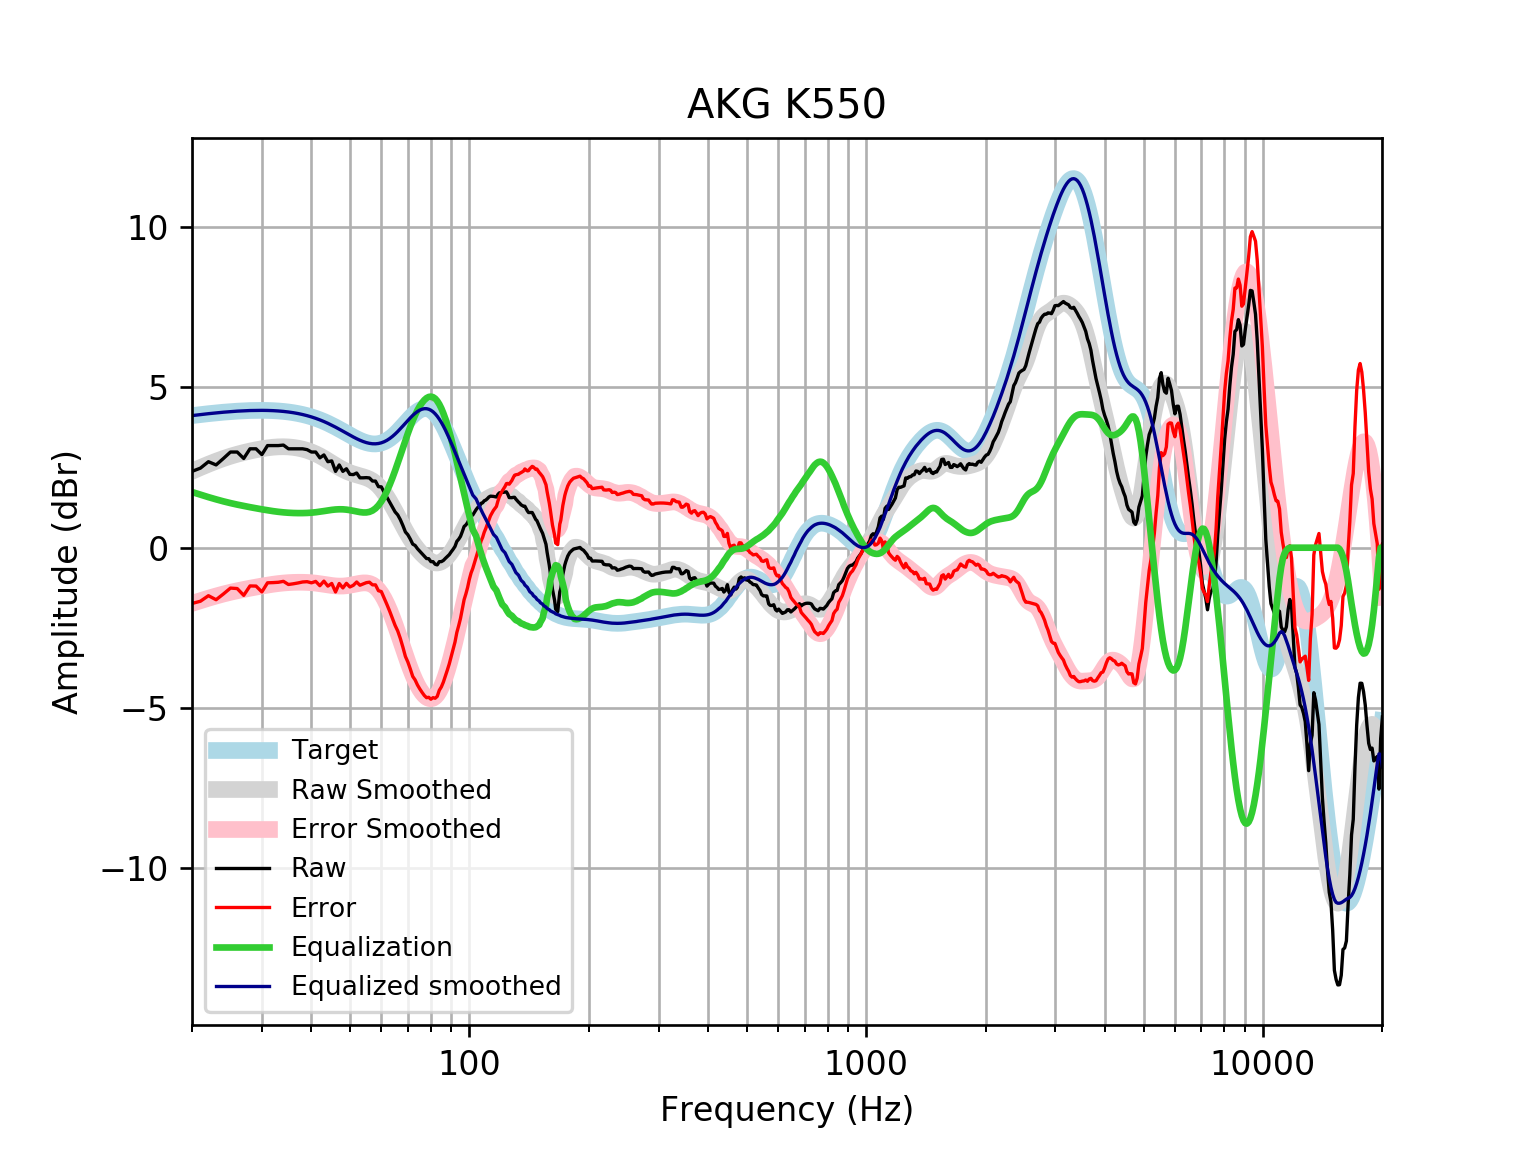 AKG K550
Amplitude (dBr)
10
5
0
−5
−10
Target
Raw Smoothed
Error Smoothed
Raw
Error
Equalization
Equalized smoothed
100
1000
10000
Frequency (Hz)